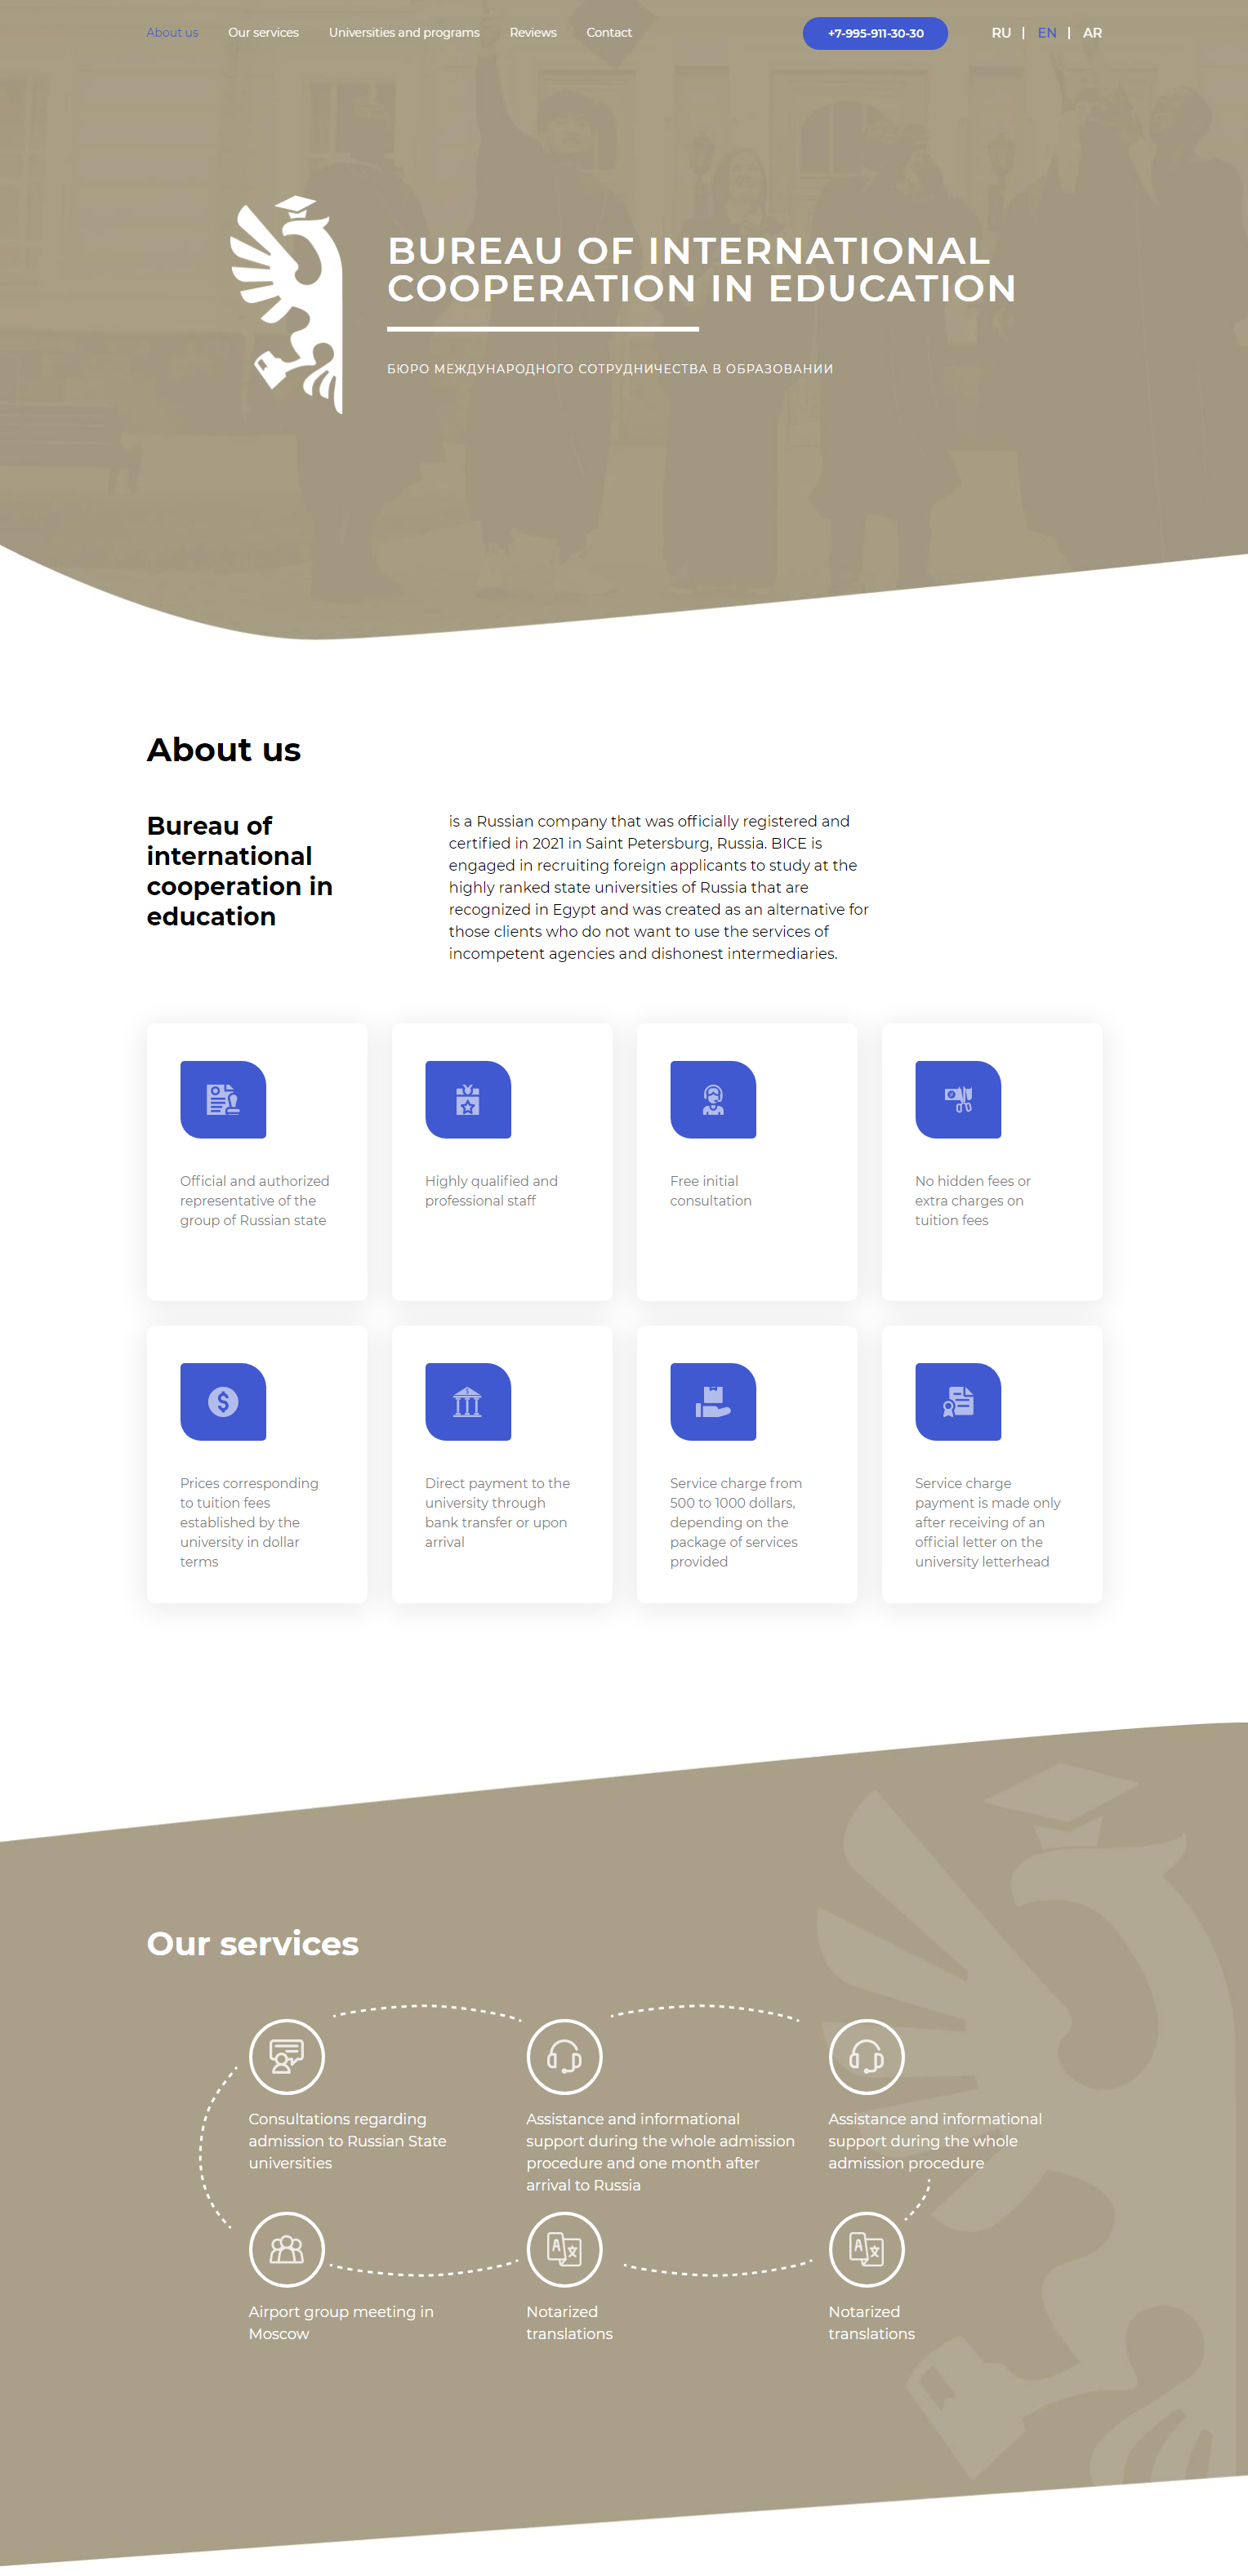 About us Our services Universities and programs Reviews Contact +7-995-911-30-30 RU | EN | AR
BUREAU OF INTERNATIONAL
COOPERATION IN EDUCATION
БЮРО МЕЖДУНАРОДНОГО СОТРУДНИЧЕСТВА В ОБРАЗОВАНИИ
About us
Bureau of
international
cooperation in
education
is a Russian company that was officially registered and
certified in 2021 in Saint Petersburg, Russia. BICE is
engaged in recruiting foreign applicants to study at the
highly ranked state universities of Russia that are
recognized in Egypt and was created as an alternative for
those clients who do not want to use the services of
incompetent agencies and dishonest intermediaries.
Official and authorized
representative of the
group of Russian state
Highly qualified and
professional staff
Free initial
consultation
No hidden fees or
extra charges on
tuition fees
Prices corresponding
to tuition fees
established by the
university in dollar
terms
Direct payment to the
university through
bank transfer or upon
arrival
Service charge from
500 to 1000 dollars,
depending on the
package of services
provided
Service charge
payment is made only
after receiving of an
official letter on the
university letterhead
Our services
Consultations regarding
admission to Russian State
universities
Assistance and informational
support during the whole admission
procedure and one month after
arrival to Russia
Assistance and informational
support during the whole
admission procedure
Airport group meeting in
Moscow
Notarized
translations
Notarized
translations